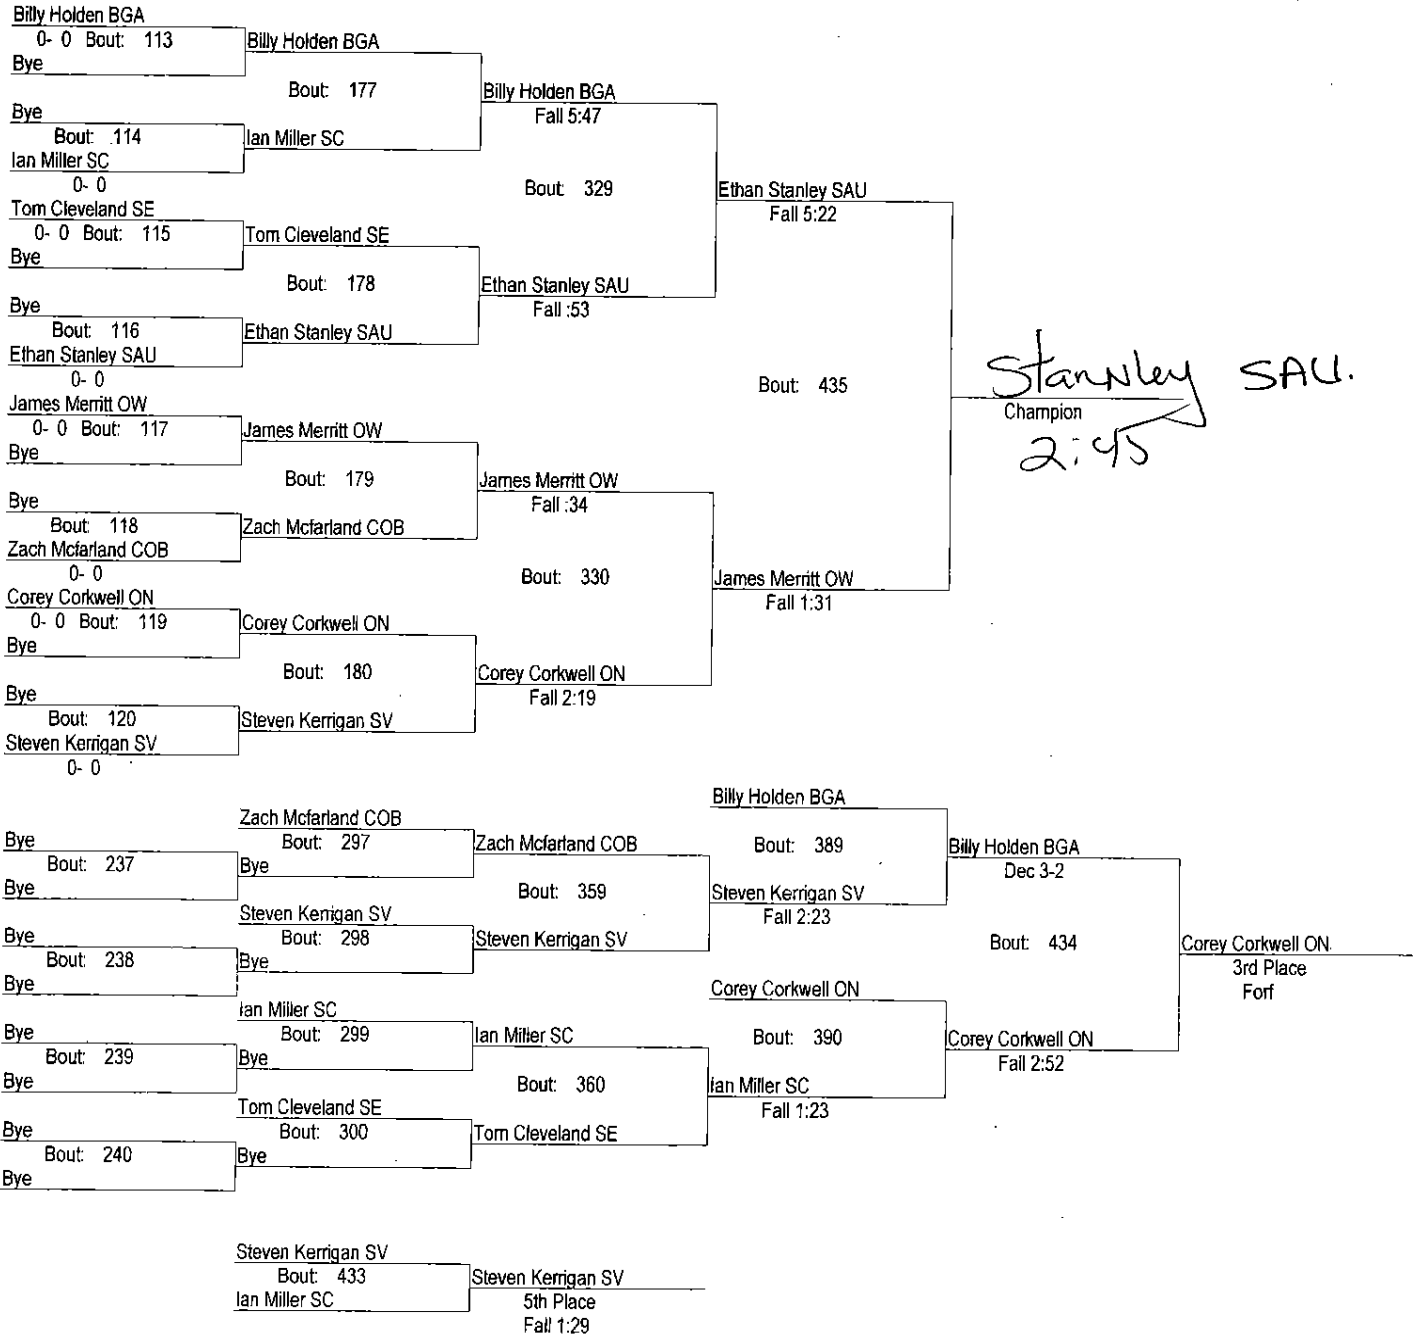 Billy Holden BGA
0- 0 Bout: 113
Bye
Billy Holden BGA
Bout: 177
Bye
Bout: 114
Ian Miller SC
0- 0
Ian Miller SC
Billy Holden BGA
Fall 5:47
Bout: 329
Tom Cleveland SE
0- 0 Bout: 115
Bye
Tom Cleveland SE
Bout: 178
Bye
Bout: 116
Ethan Stanley SAU
0- 0
Ethan Stanley SAU
Ethan Stanley SAU
Fall :53
Ethan Stanley SAU
Fall 5:22
Bout: 435
James Merritt OW
0- 0 Bout: 117
Bye
James Merritt OW
Bout: 179
Bye
Bout: 118
Zach Mcfarland COB
0- 0
Zach Mcfarland COB
James Merritt OW
Fall :34
Bout: 330
Corey Corkwell ON
0- 0 Bout: 119
Bye
Corey Corkwell ON
Bout: 180
Bye
Bout: 120
Steven Kerrigan SV
0- 0
Steven Kerrigan SV
Corey Corkwell ON
Fall 2:19
James Merritt OW
Fall 1:31
Stannley SAU.
Champion
2:45
Bye
Bout: 237
Bye
Zach Mcfarland COB
Bout: 297
Bye
Zach Mcfarland COB
Bout: 359
Bye
Bout: 238
Bye
Steven Kerrigan SV
Bout: 298
Bye
Steven Kerrigan SV
Billy Holden BGA
Bout: 389
Steven Kerrigan SV
Fall 2:23
Billy Holden BGA
Dec 3-2
Bout: 434
Bye
Bout: 239
Bye
Ian Miller SC
Bout: 299
Bye
Ian Miller SC
Bout: 360
Bye
Bout: 240
Bye
Tom Cleveland SE
Bout: 300
Bye
Tom Cleveland SE
Corey Corkwell ON
Bout: 390
Ian Miller SC
Fall 1:23
Corey Corkwell ON
Fall 2:52
Corey Corkwell ON
3rd Place
Forf
Steven Kerrigan SV
Bout: 433
Ian Miller SC
Steven Kerrigan SV
5th Place
Fall 1:29